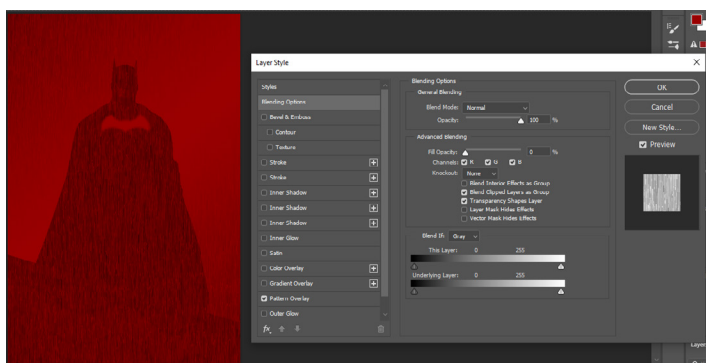 Layer Style
Styles
Blending Options
Bevel & Emboss
Contour
Texture
Stroke
Stroke
Inner Shadow
Inner Shadow
Inner Shadow
Inner Glow
Satin
Color Overlay
Gradient Overlay
Pattern Overlay
Outer Glow
fx
Blending Options
General Blending
Blend Mode: Normal
Opacity: 100 %
Advanced Blending
Fill Opacity: 0 %
Channels: R G B
Knockout: None
Blend Interior Effects as Group
Blend Clipped Layers as Group
Transparency Shapes Layer
Layer Mask Hides Effects
Vector Mask Hides Effects
Blend If: Gray
This Layer: 0 255
Underlying Layer: 0 255
OK
Cancel
New Style...
Preview
Layer